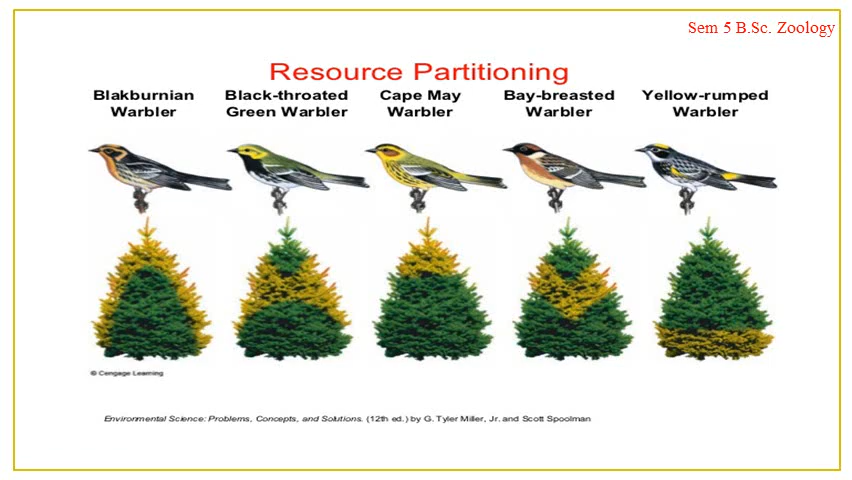 Sem 5 B.Sc. Zoology
Resource Partitioning
Blakburnian Warbler
Black-throated Green Warbler
Cape May Warbler
Bay-breasted Warbler
Yellow-rumped Warbler
© Cengage Learning
Environmental Science: Problems, Concepts, and Solutions. (12th ed.) by G. Tyler Miller, Jr. and Scott Spoolman